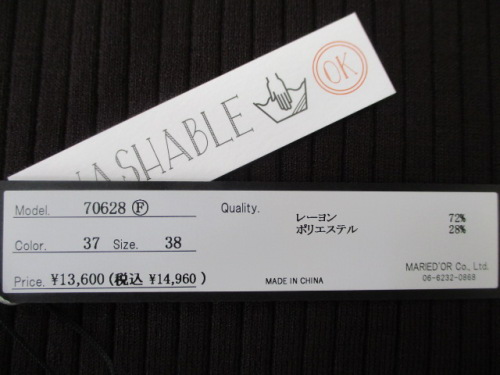 WASHABLE
OK
Model. 70628 Ⓕ
Quality.
レーヨン 72%
ポリエステル 28%
Color. 37 Size. 38
Price. ¥13,600(税込 ¥14,960)
MADE IN CHINA
MARIED'OR Co., Ltd.
06-6232-0868